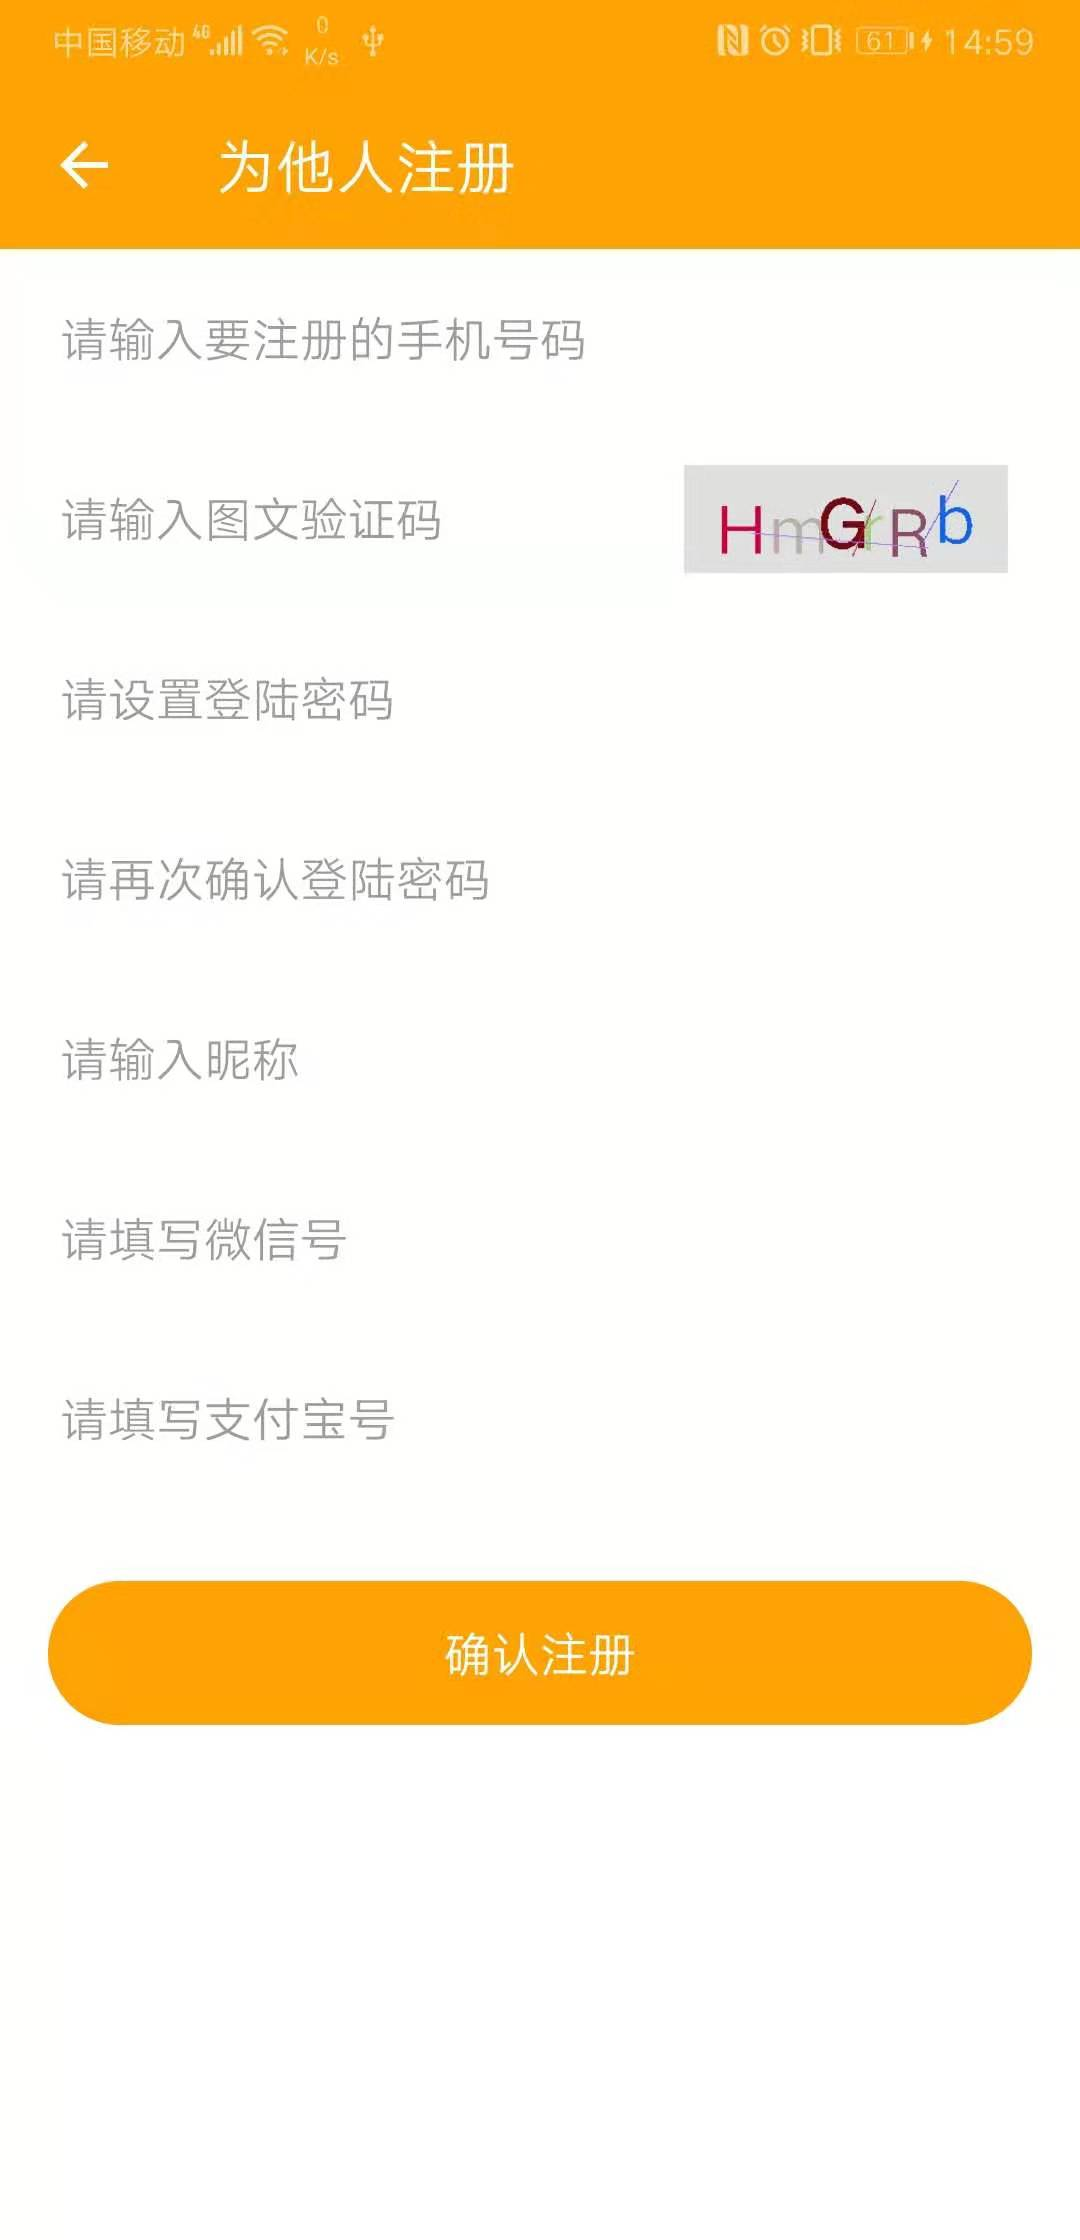 中国移动 4G 0 K/s 61 14:59
为他人注册
请输入要注册的手机号码
请输入图文验证码 HmGrRb
请设置登陆密码
请再次确认登陆密码
请输入昵称
请填写微信号
请填写支付宝号
确认注册